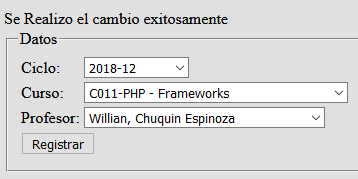 Se Realizo el cambio exitosamente
Datos
Ciclo: 2018-12
Curso: C011-PHP - Frameworks
Profesor: Willian, Chuquin Espinoza
Registrar